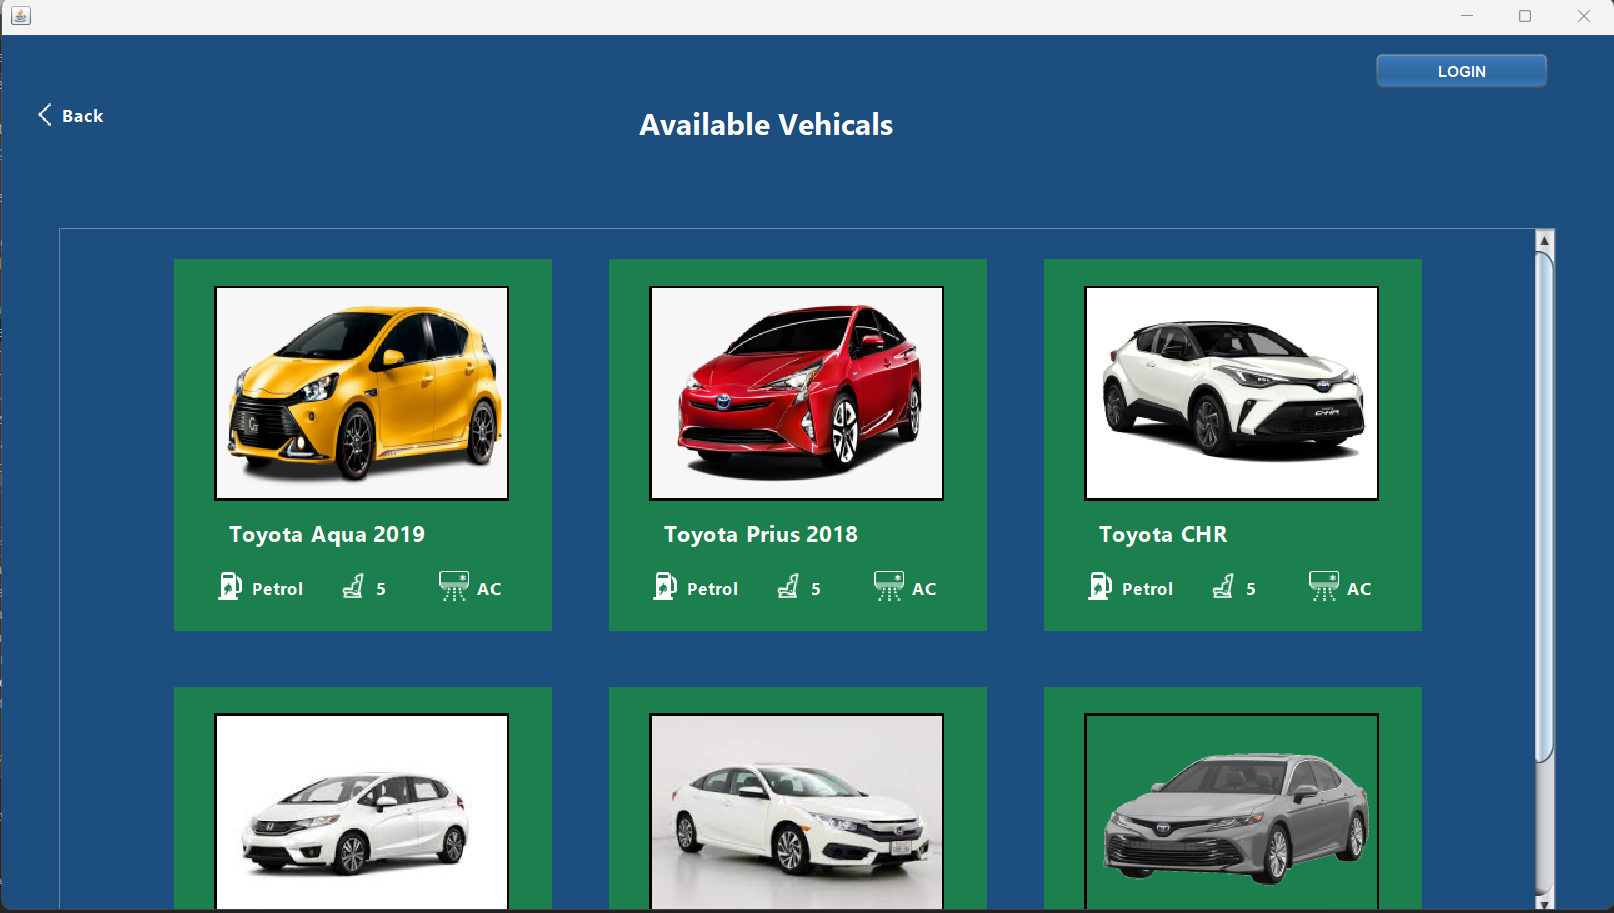 LOGIN
Back
Available Vehicals
Toyota Aqua 2019
Petrol 5 AC
Toyota Prius 2018
Petrol 5 AC
Toyota CHR
Petrol 5 AC